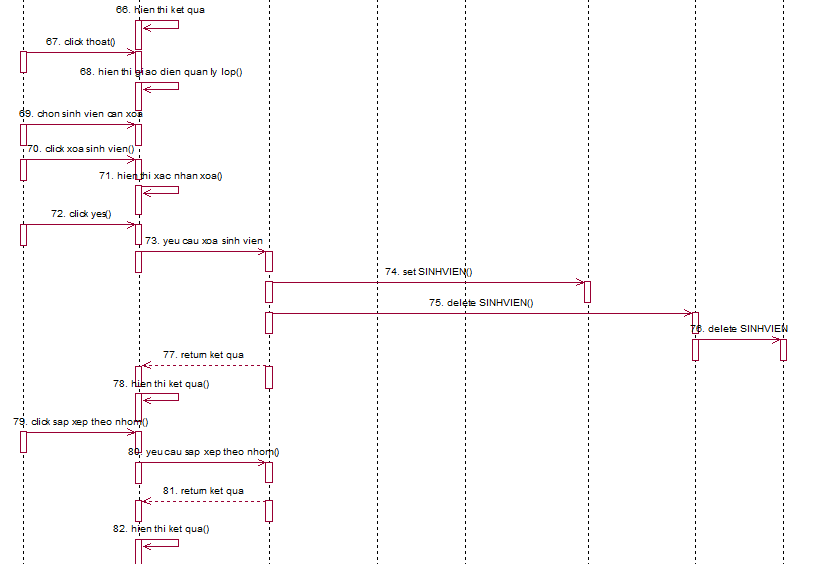 66. hien thi ket qua
67. click thoat()
68. hien thi giao dien quan ly lop()
69. chon sinh vien can xoa
70. click xoa sinh vien()
71. hien thi xac nhan xoa()
72. click yes()
73. yeu cau xoa sinh vien
74. set SINHVIEN()
75. delete SINHVIEN()
76. delete SINHVIEN
77. return ket qua
78. hien thi ket qua()
79. click sap xep theo nhom()
80. yeu cau sap xep theo nhom()
81. return ket qua
82. hien thi ket qua()